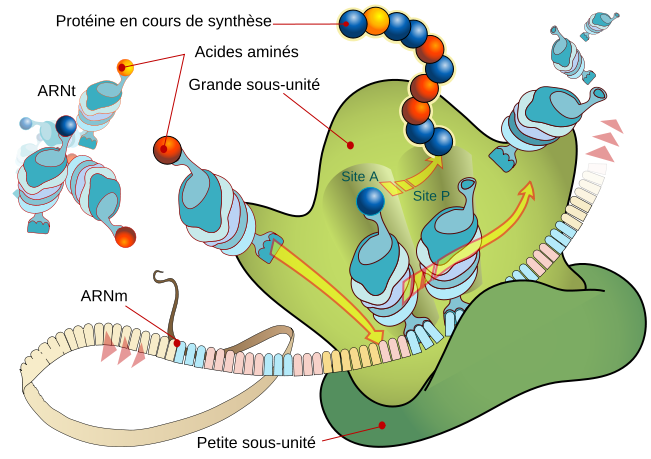 Protéine en cours de synthèse
Acides aminés
ARNt
Grande sous-unité
Site A
Site P
ARNm
Petite sous-unité